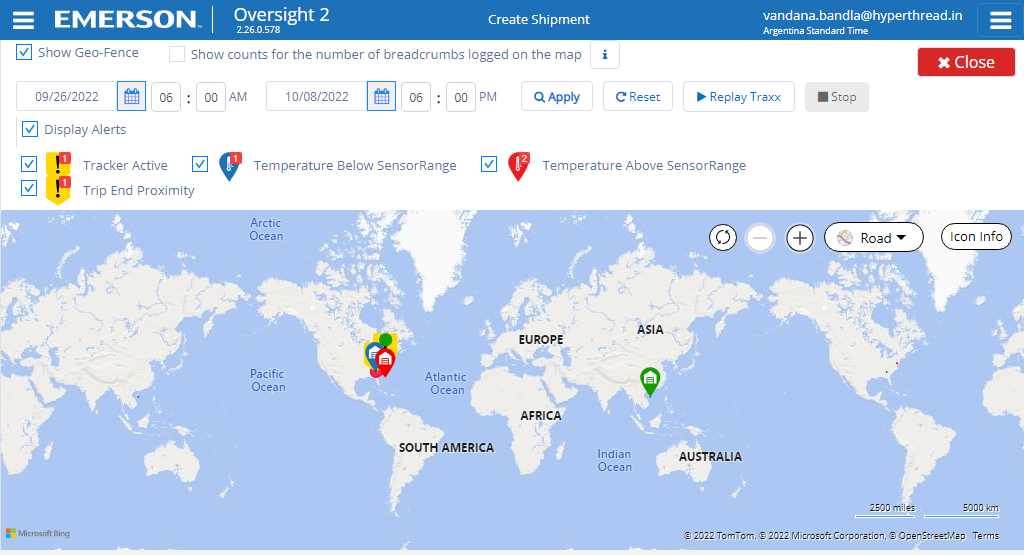 EMERSON™ Oversight 2 Create Shipment vandana.bandla@hyperthread.in
2.26.0.578 Argentina Standard Time
Show Geo-Fence Show counts for the number of breadcrumbs logged on the map i
✖ Close
09/26/2022 06 : 00 AM 10/08/2022 06 : 00 PM Apply Reset Replay Traxx Stop
Display Alerts
! 1 Tracker Active 1 Temperature Below SensorRange 2 Temperature Above SensorRange
! 1 Trip End Proximity
Arctic
Ocean
Road Icon Info
ASIA
EUROPE
Pacific
Ocean
Atlantic
Ocean
AFRICA
SOUTH AMERICA
Indian
Ocean
AUSTRALIA
2500 miles 5000 km
Microsoft Bing
© 2022 TomTom, © 2022 Microsoft Corporation, © OpenStreetMap Terms